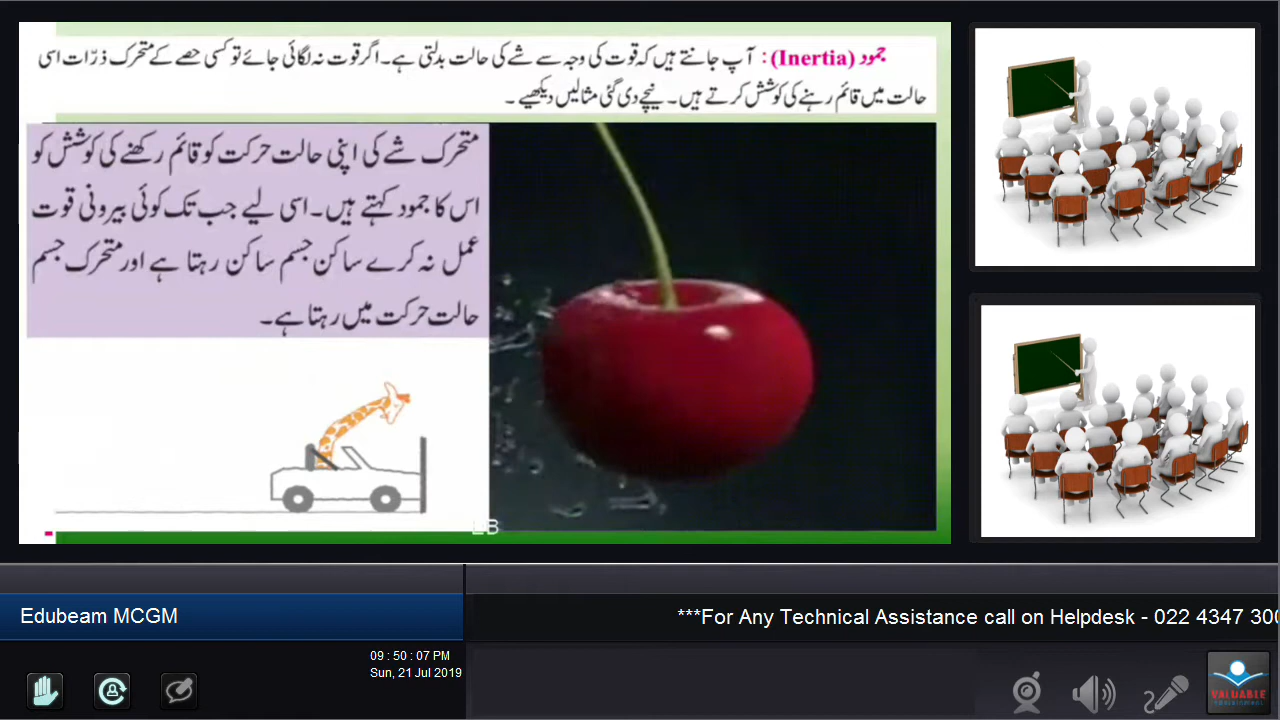 جمود (Inertia): آپ جانتے ہیں کہ قوت کی وجہ سے شے کی حالت بدلتی ہے۔ اگر قوت نہ لگائی جائے تو کسی حصے کے متحرک ذرّات اسی
حالت میں قائم رہنے کی کوشش کرتے ہیں۔ نیچے دی گئی مثالیں دیکھیے ۔
متحرک شے کی اپنی حالت حرکت کو قائم رکھنے کی کوشش کو
اس کا جمود کہتے ہیں۔ اسی لیے جب تک کوئی بیرونی قوت
عمل نہ کرے ساکن جسم ساکن رہتا ہے اور متحرک جسم
حالت حرکت میں رہتا ہے۔
Edubeam MCGM
***For Any Technical Assistance call on Helpdesk - 022 4347 300
09 : 50 : 07 PM
Sun, 21 Jul 2019
VALUABLE